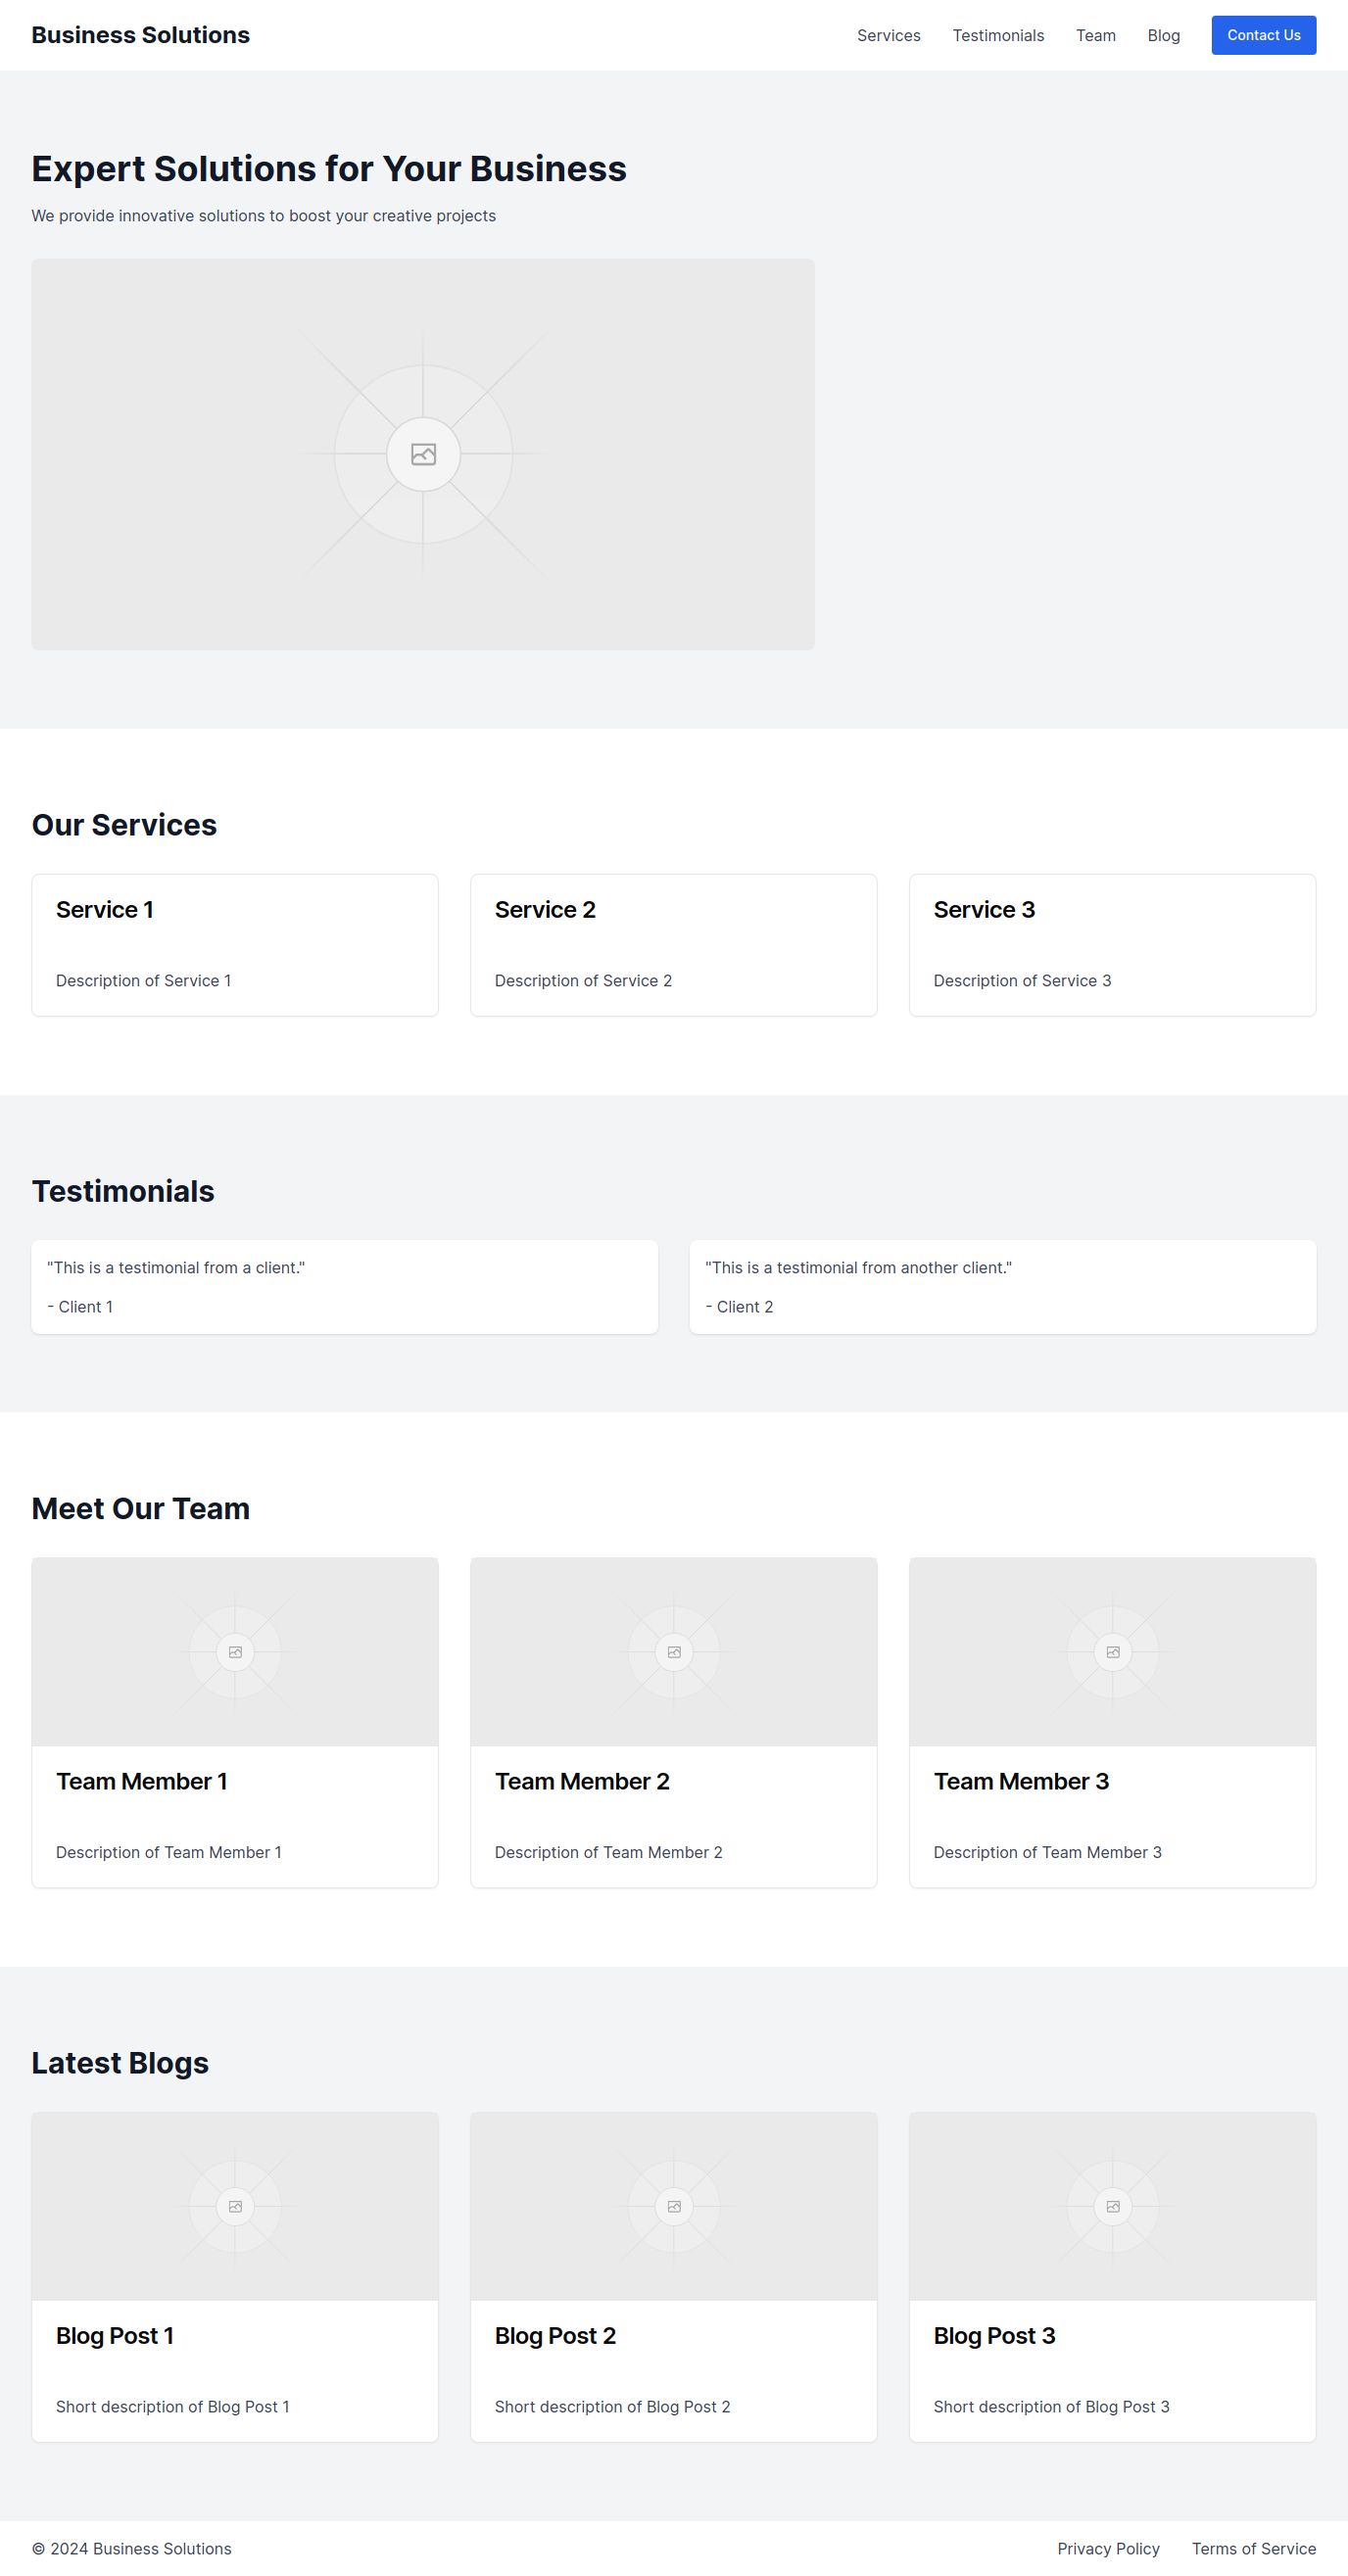 Business Solutions
Services
Testimonials
Team
Blog
Contact Us
Expert Solutions for Your Business
We provide innovative solutions to boost your creative projects
Our Services
Service 1
Description of Service 1
Service 2
Description of Service 2
Service 3
Description of Service 3
Testimonials
"This is a testimonial from a client."
- Client 1
"This is a testimonial from another client."
- Client 2
Meet Our Team
Team Member 1
Description of Team Member 1
Team Member 2
Description of Team Member 2
Team Member 3
Description of Team Member 3
Latest Blogs
Blog Post 1
Short description of Blog Post 1
Blog Post 2
Short description of Blog Post 2
Blog Post 3
Short description of Blog Post 3
© 2024 Business Solutions
Privacy Policy
Terms of Service